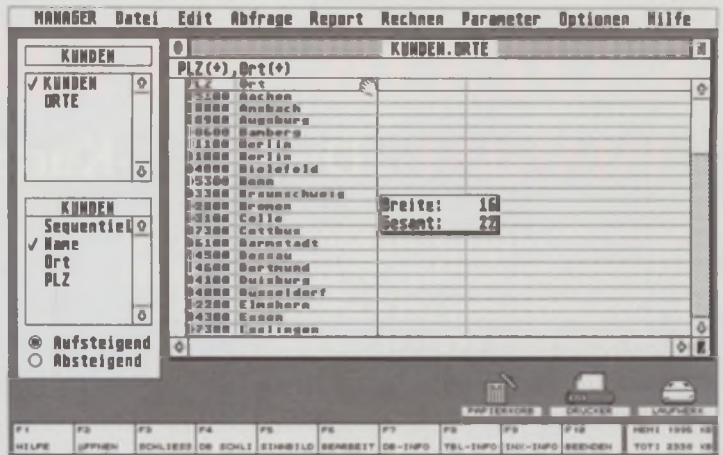 MANAGER Datei Edit Abfrage Report Rechnen Parameter Optionen Hilfe
KUNDEN
✓ KUNDEN
ORTE
KUNDEN
Sequentiel
✓ Name
Ort
PLZ
Aufsteigend
Absteigend
KUNDEN.ORTE
PLZ(+),Ort(+)
PLZ Ort
Aachen
Ansbach
Augsburg
Bamberg
Berlin
Berlin
Bielefeld
Bonn
Braunschweig
Bremen
Celle
Cottbus
Darmstadt
Dessau
Dortmund
Duisburg
Duesseldorf
Elmshorn
Essen
Esslingen
Breite: 16
Gesamt: 22
PAPIERKORB DRUCKER LAUFWERK
F1 F2 F3 F4 F5 F6 F7 F8 F9 F10
HILFE ÖFFNEN SCHLIESS DB SCHLI SINNBILD BEARBEIT DB-INFO TBL-INFO INX-INFO BEENDEN